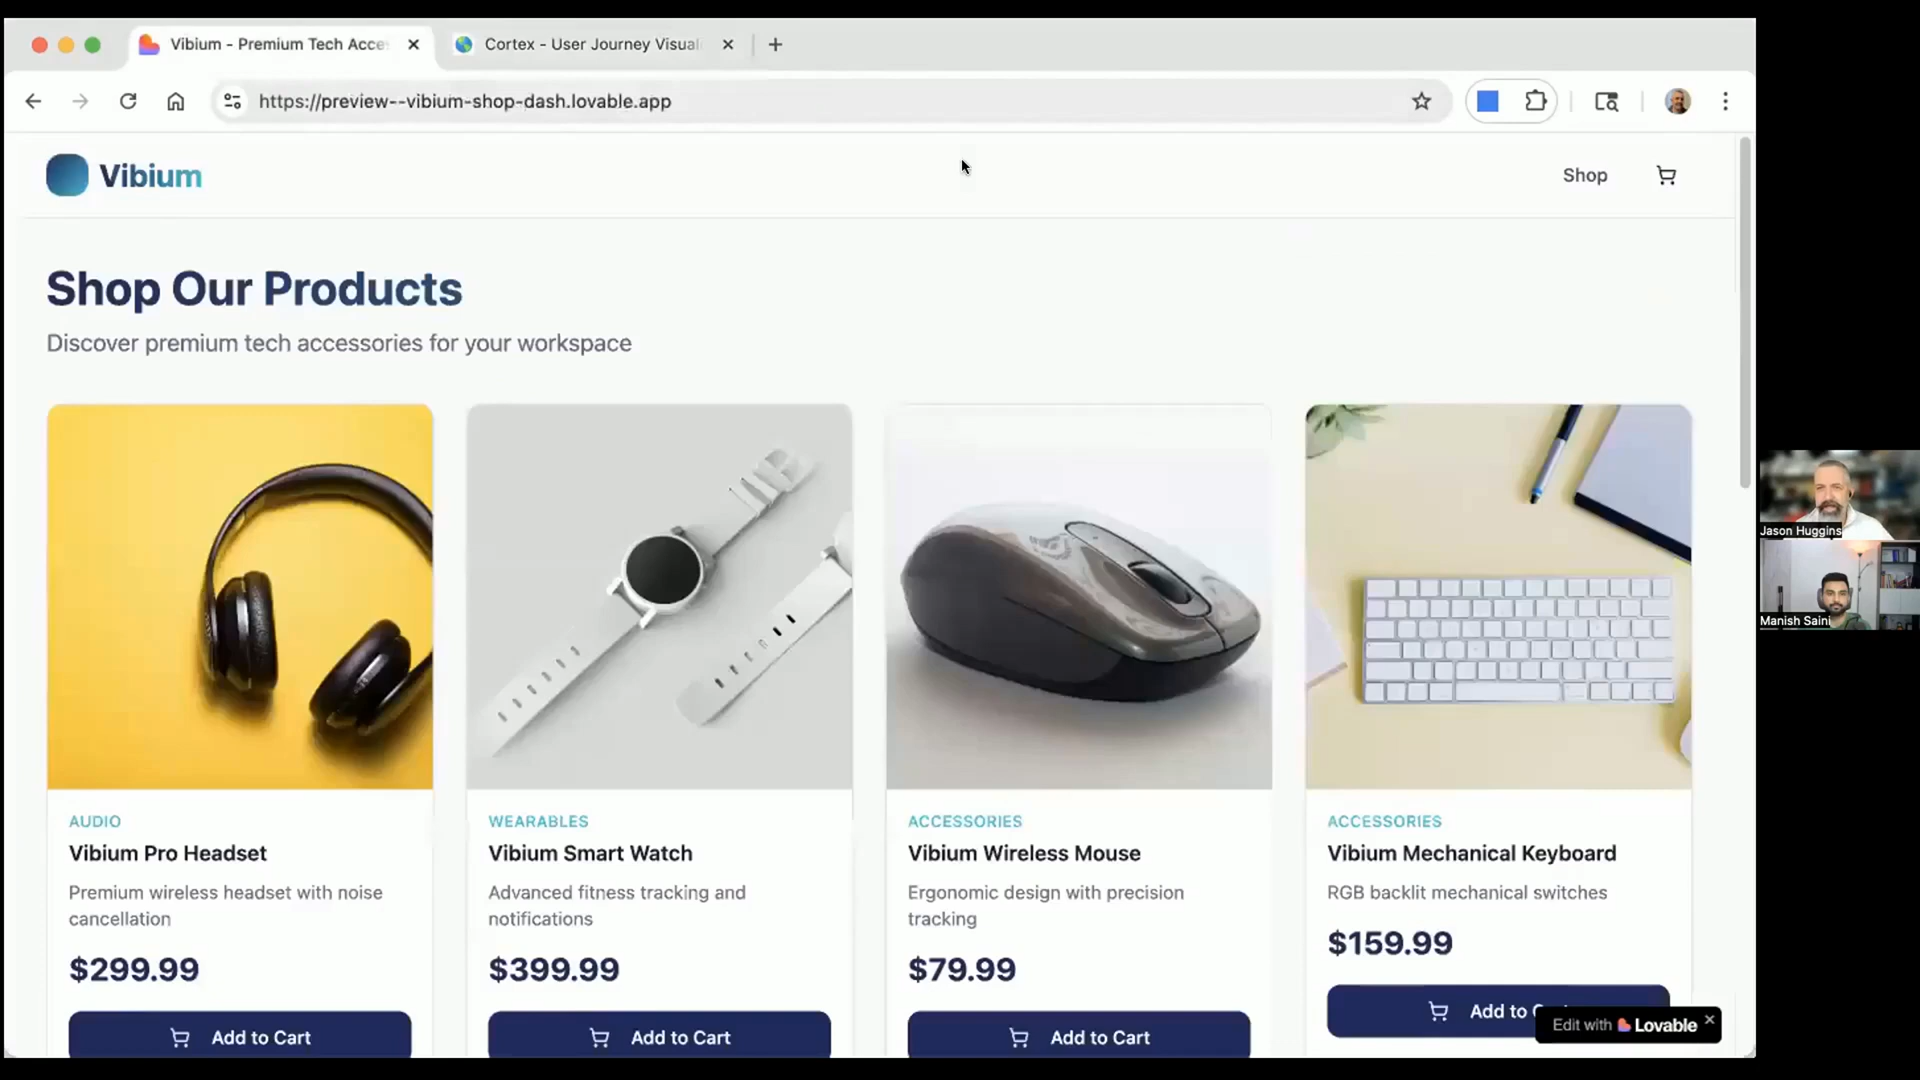 Vibium - Premium Tech Acce
Cortex - User Journey Visual
https://preview--vibium-shop-dash.lovable.app
Vibium
Shop
Shop Our Products
Discover premium tech accessories for your workspace
AUDIO
Vibium Pro Headset
Premium wireless headset with noise
cancellation
$299.99
Add to Cart
WEARABLES
Vibium Smart Watch
Advanced fitness tracking and
notifications
$399.99
Add to Cart
ACCESSORIES
Vibium Wireless Mouse
Ergonomic design with precision
tracking
$79.99
Add to Cart
ACCESSORIES
Vibium Mechanical Keyboard
RGB backlit mechanical switches
$159.99
Add to
Edit with Lovable
Jason Huggins
Manish Saini